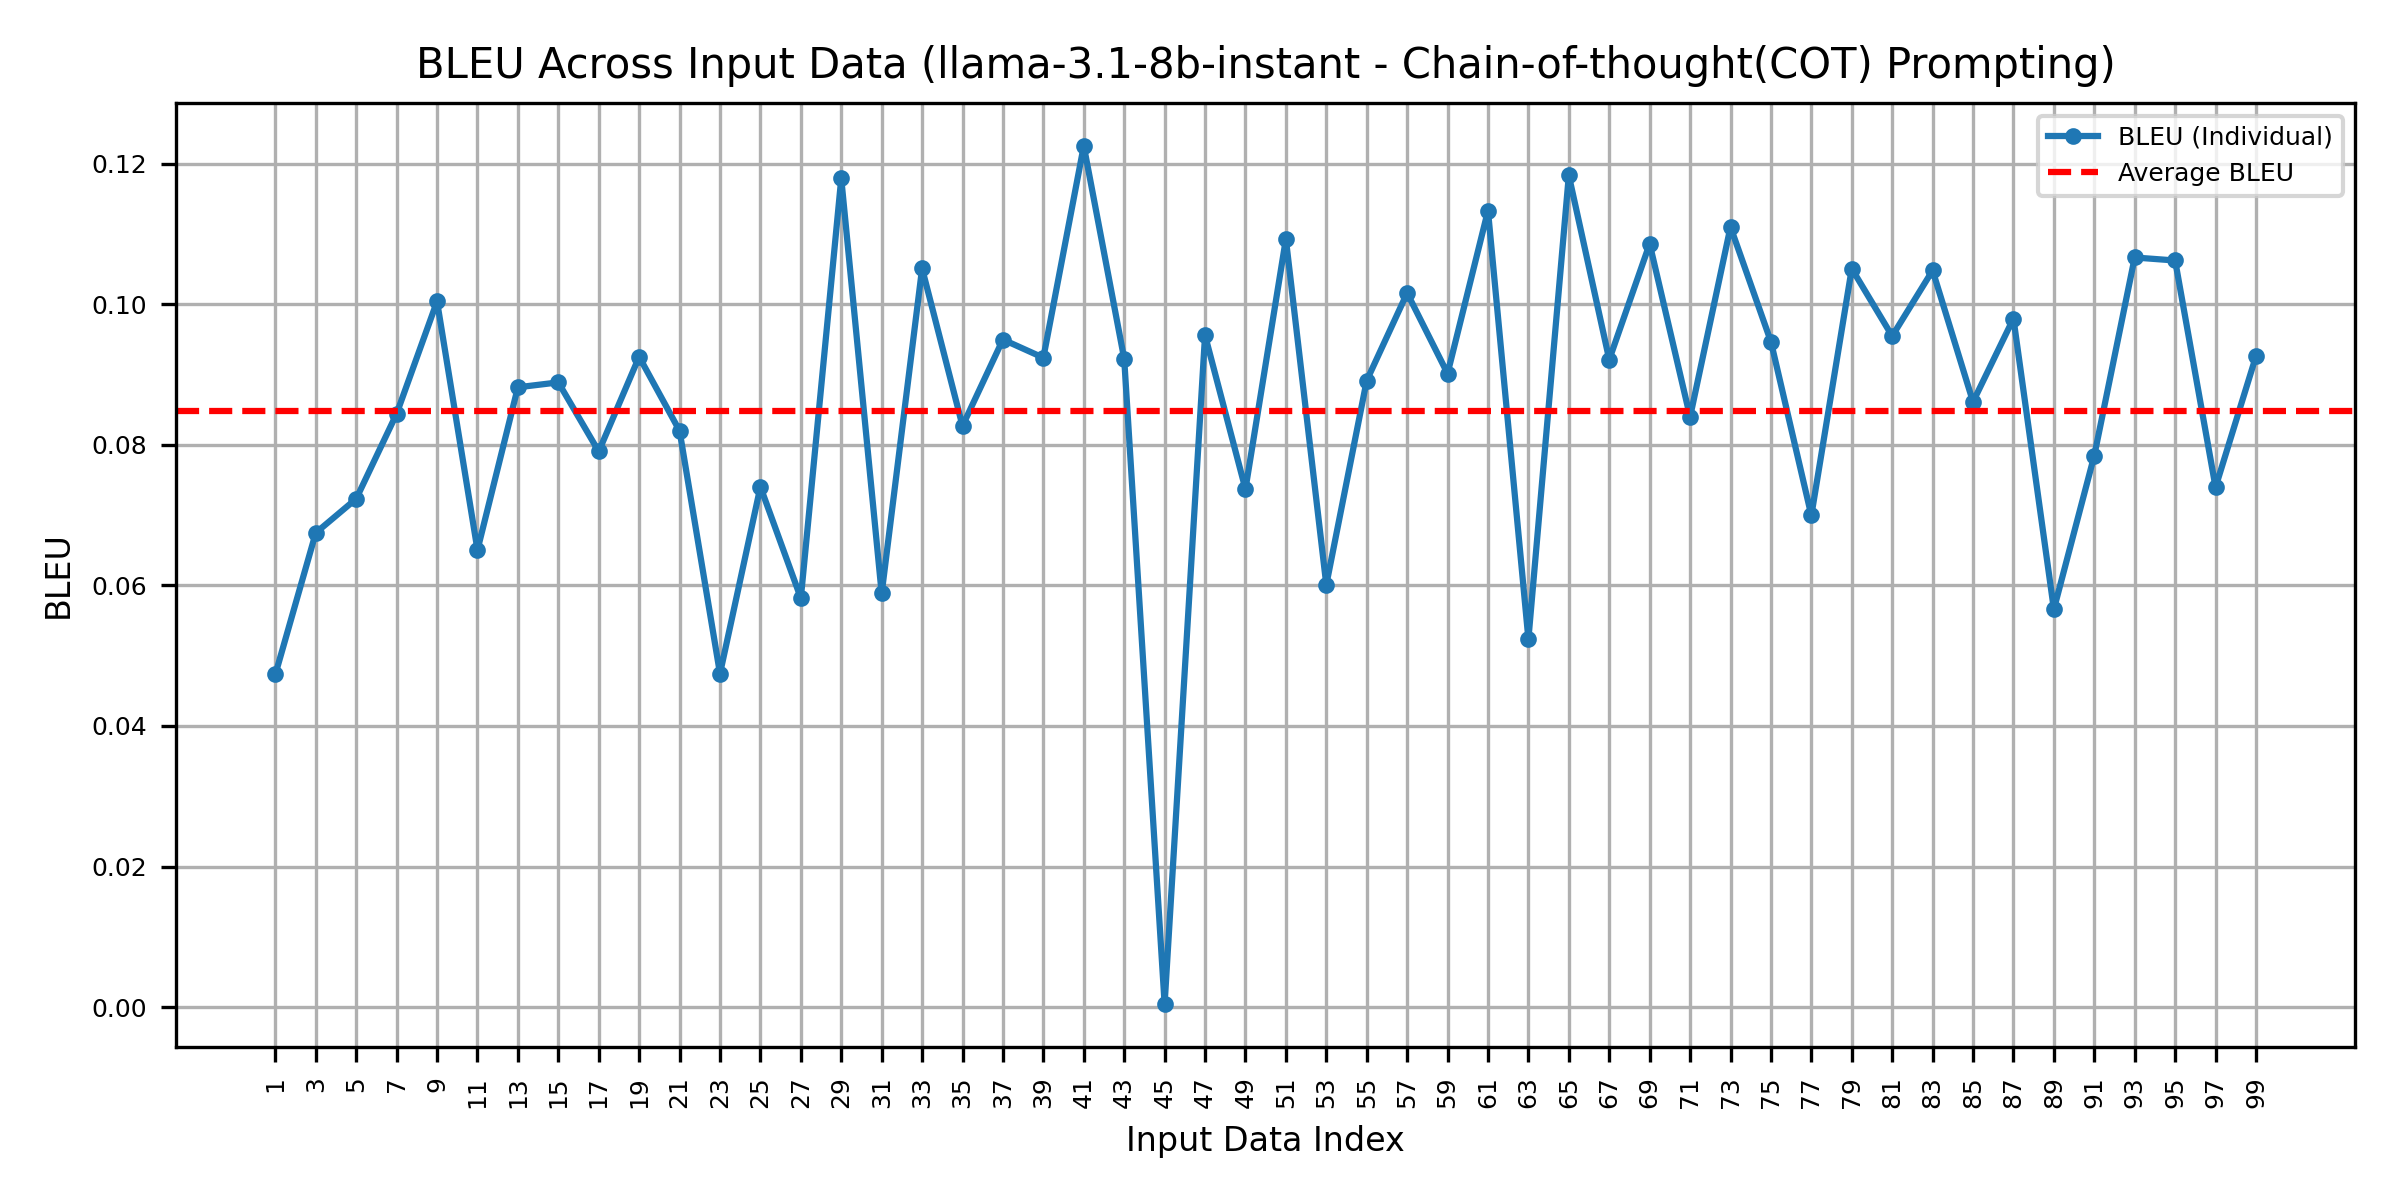 BLEU Across Input Data (llama-3.1-8b-instant - Chain-of-thought(COT) Prompting)
BLEU (Individual)
Average BLEU
0.12
0.10
0.08
0.06
0.04
0.02
0.00
BLEU
1 3 5 7 9 11 13 15 17 19 21 23 25 27 29 31 33 35 37 39 41 43 45 47 49 51 53 55 57 59 61 63 65 67 69 71 73 75 77 79 81 83 85 87 89 91 93 95 97 99
Input Data Index